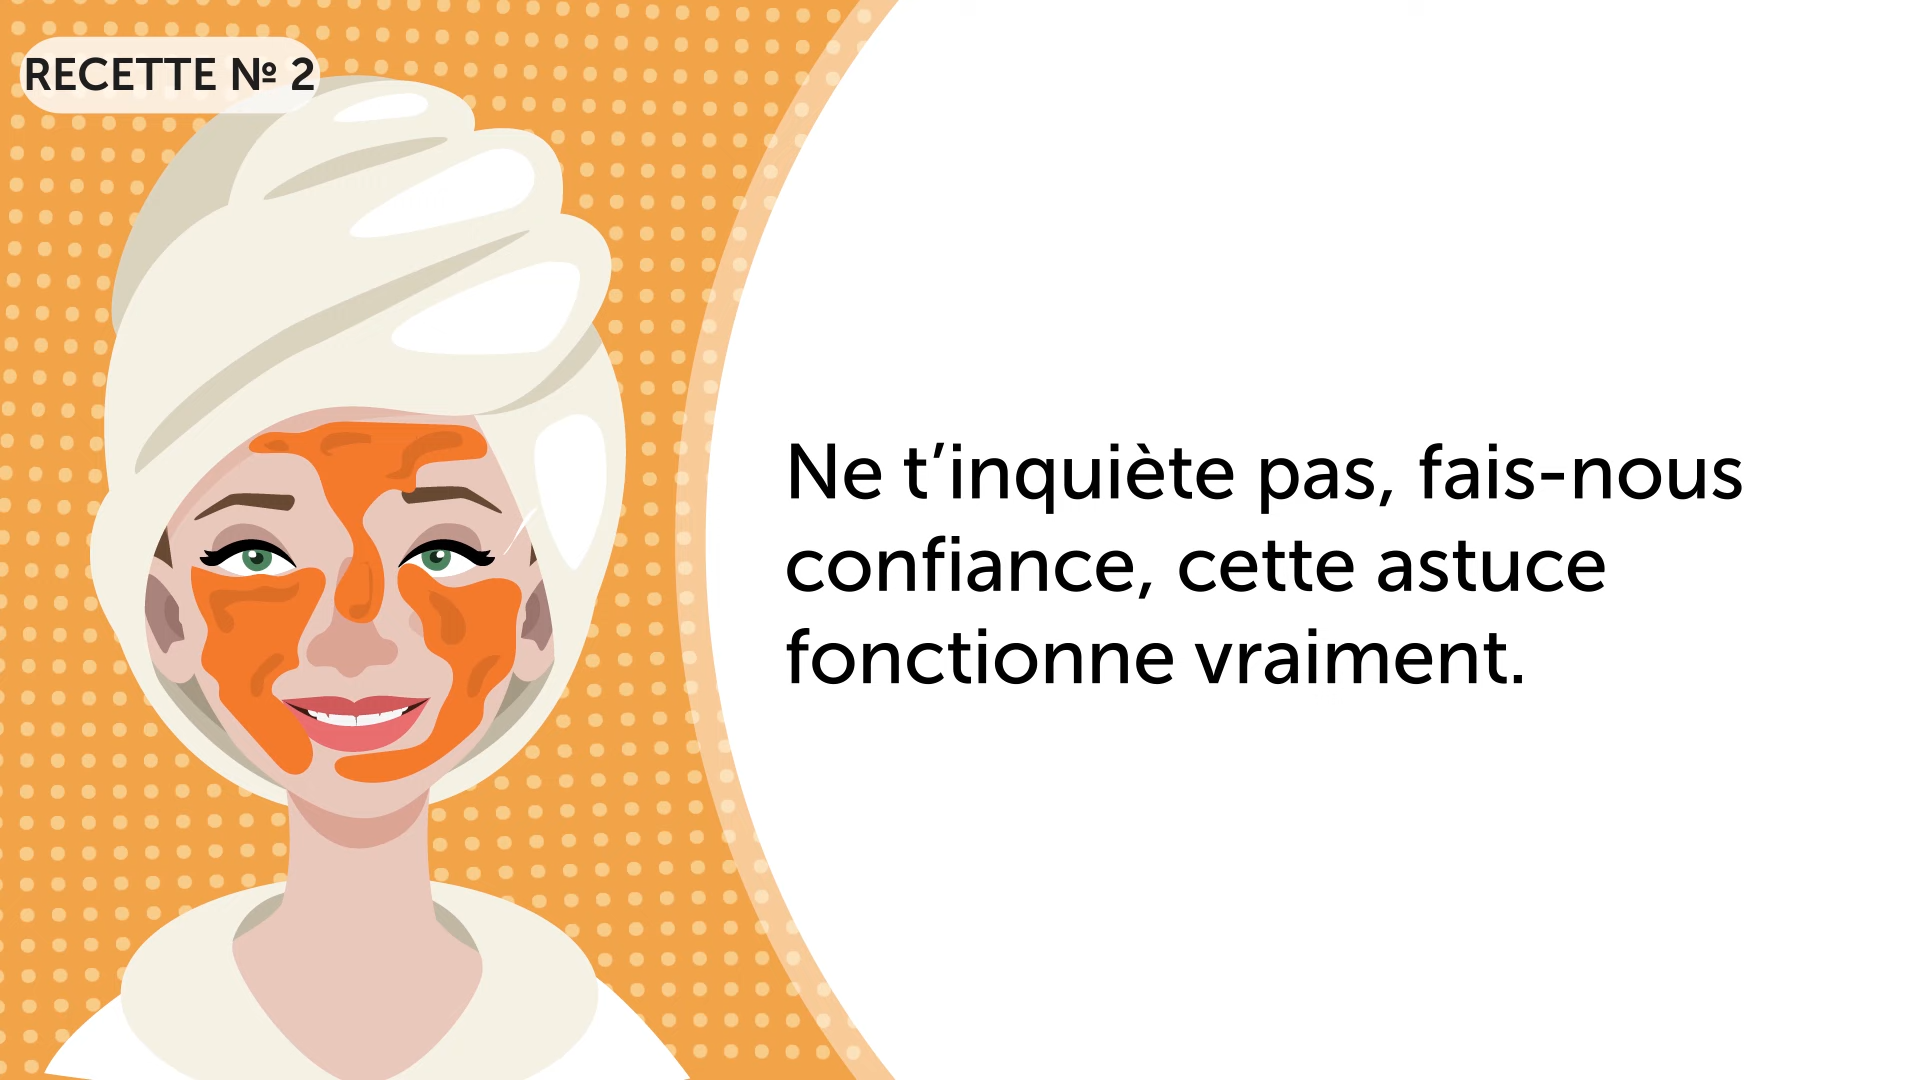 RECETTE № 2
Ne t’inquiète pas, fais-nous
confiance, cette astuce
fonctionne vraiment.